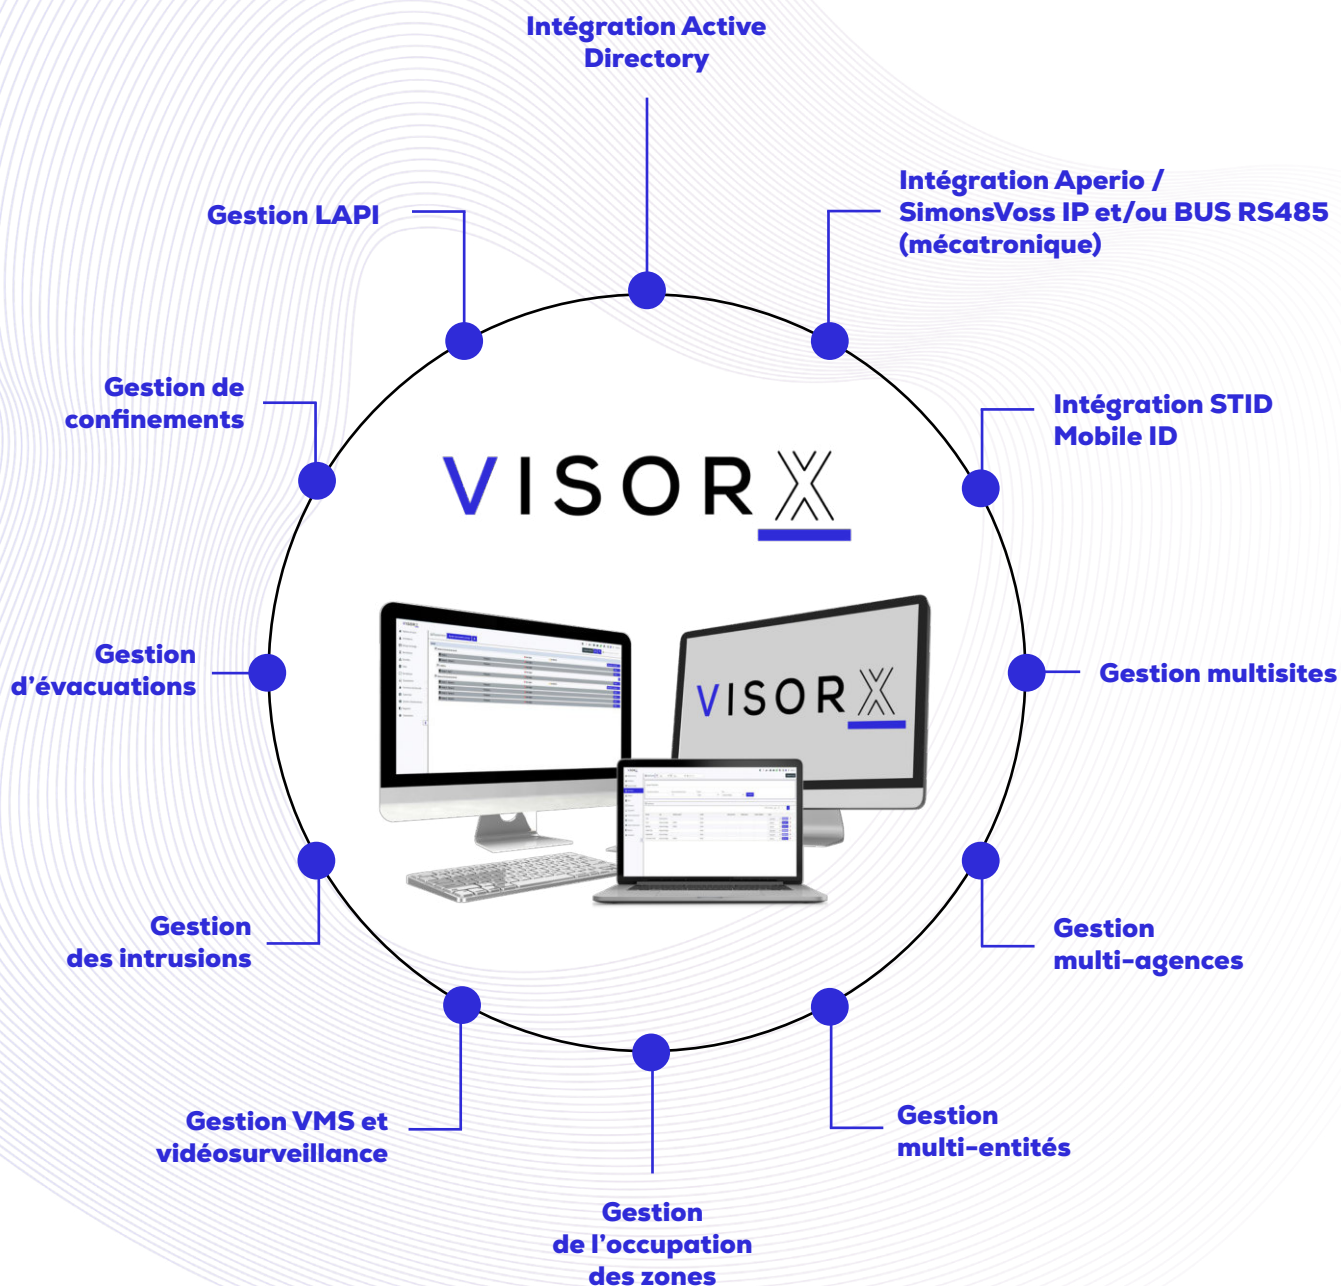 Intégration Active
Directory
Intégration Aperio /
SimonsVoss IP et/ou BUS RS485
(mécatronique)
Gestion LAPI
Gestion de
confinements
Intégration STID
Mobile ID
VISORX
Gestion
d’évacuations
Gestion multisites
VISORX
Gestion
des intrusions
Gestion
multi-agences
Gestion VMS et
vidéosurveillance
Gestion
multi-entités
Gestion
de l’occupation
des zones